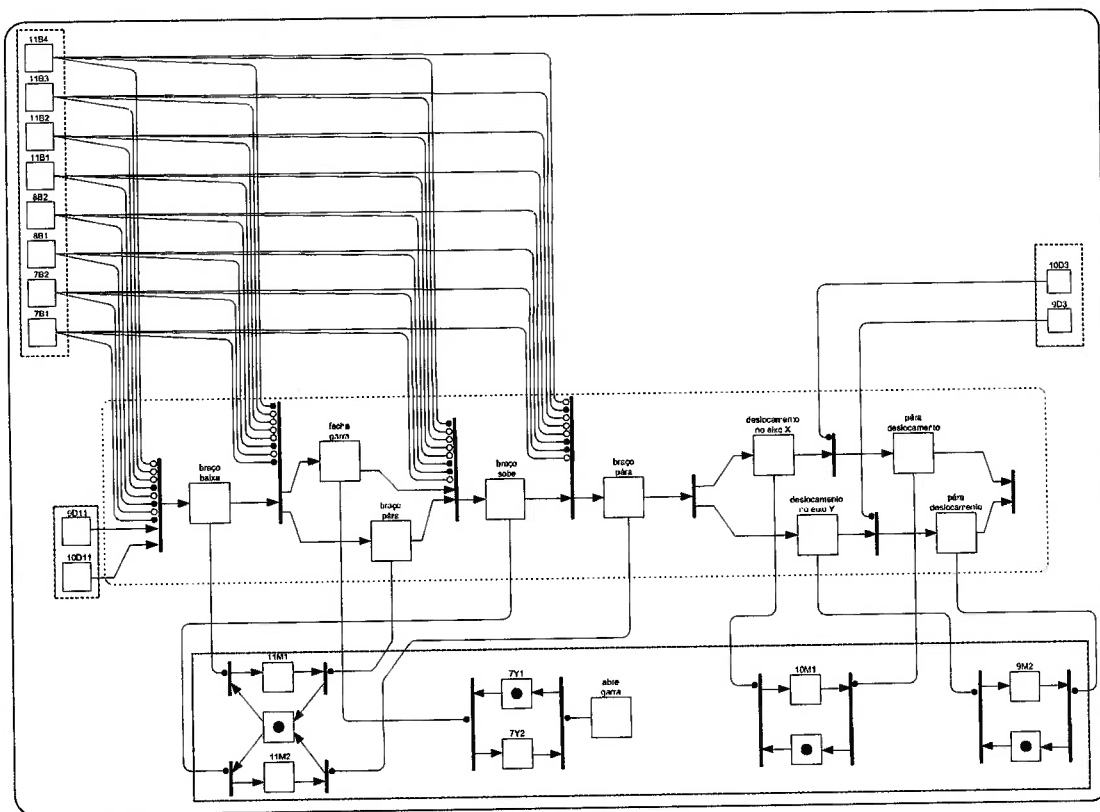 11B4
11B3
11B2
11B1
8B2
8B1
7B2
7B1
10D3
9D3
braço
baixa
fecha
garra
braço
pára
braço
sobe
braço
pára
deslocamento
no eixo X
pára
deslocamento
deslocamento
no eixo Y
pára
deslocamento
9D11
10D11
11M1
11M2
7Y1
7Y2
abre
garra
10M1
9M2